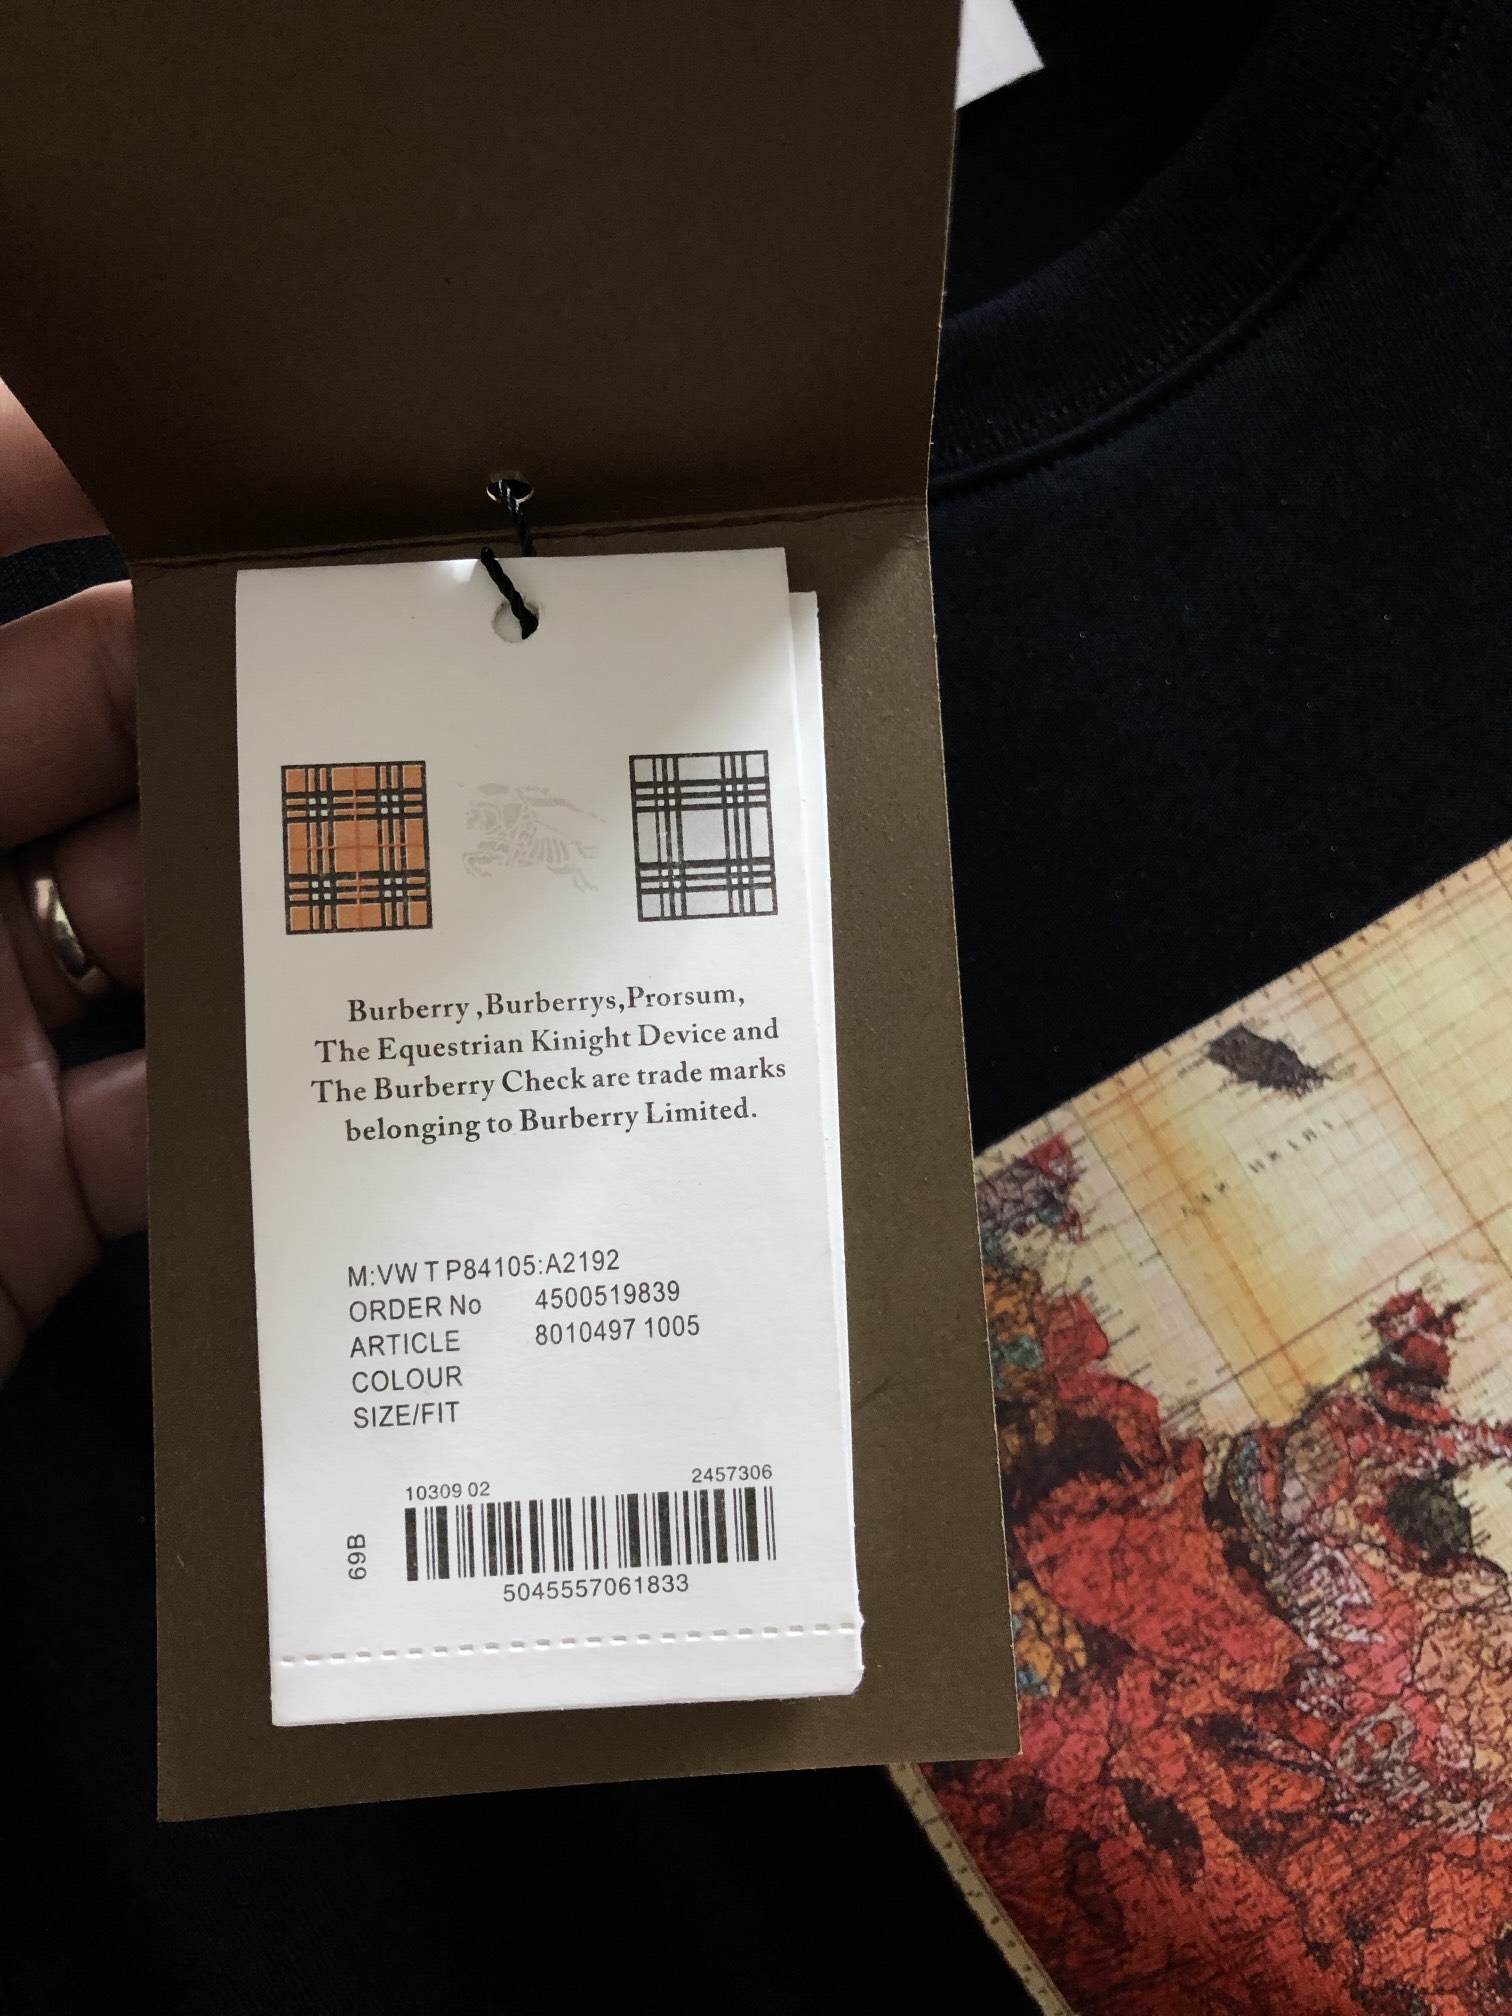 Burberry ,Burberrys,Prorsum,
The Equestrian Kinight Device and
The Burberry Check are trade marks
belonging to Burberry Limited.
M:VW T P84105:A2192
ORDER No 4500519839
ARTICLE 8010497 1005
COLOUR
SIZE/FIT
10309 02 2457306
69B
5045557061833